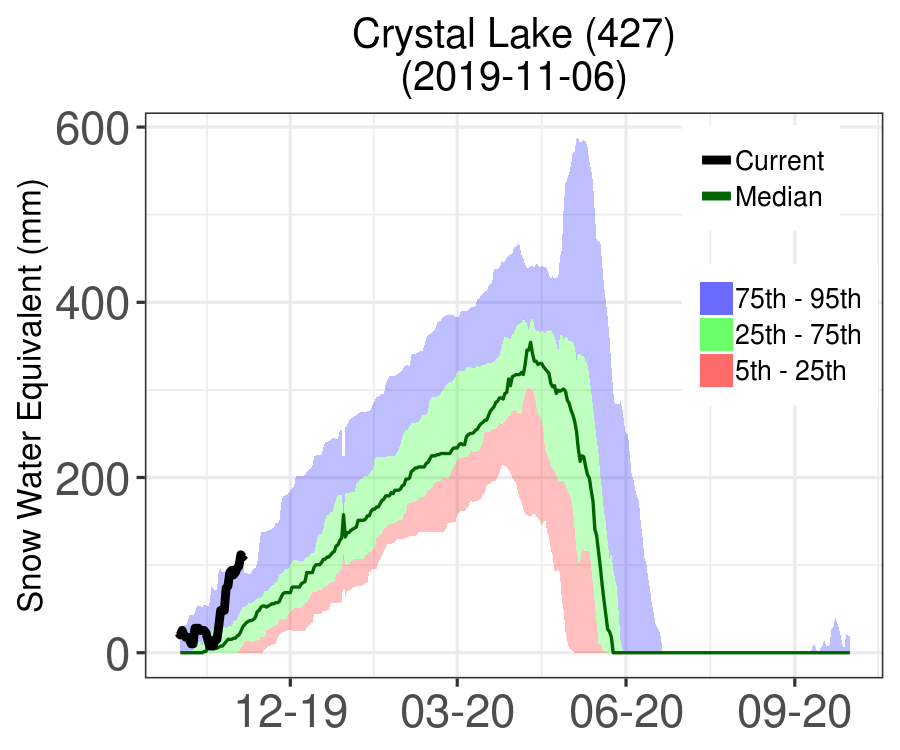 Crystal Lake (427)
(2019-11-06)
Snow Water Equivalent (mm)
600
400
200
0
12-19
03-20
06-20
09-20
Current
Median
75th - 95th
25th - 75th
5th - 25th